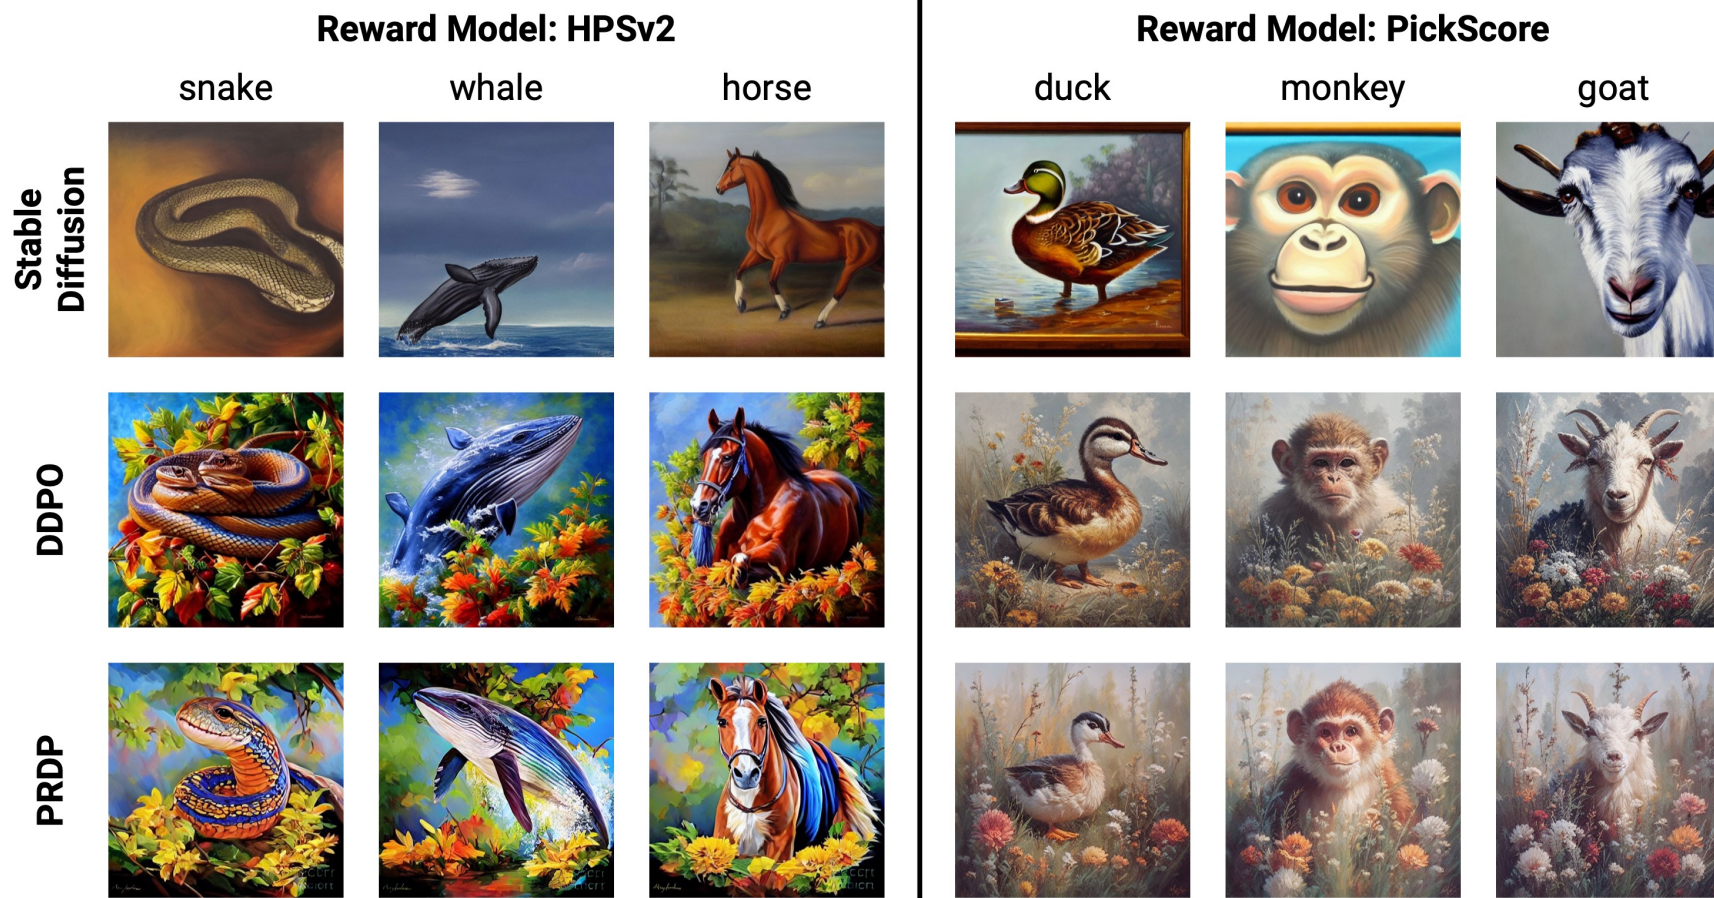 Reward Model: HPSv2
Reward Model: PickScore
snake
whale
horse
duck
monkey
goat
Stable
Diffusion
DDPO
PRDP